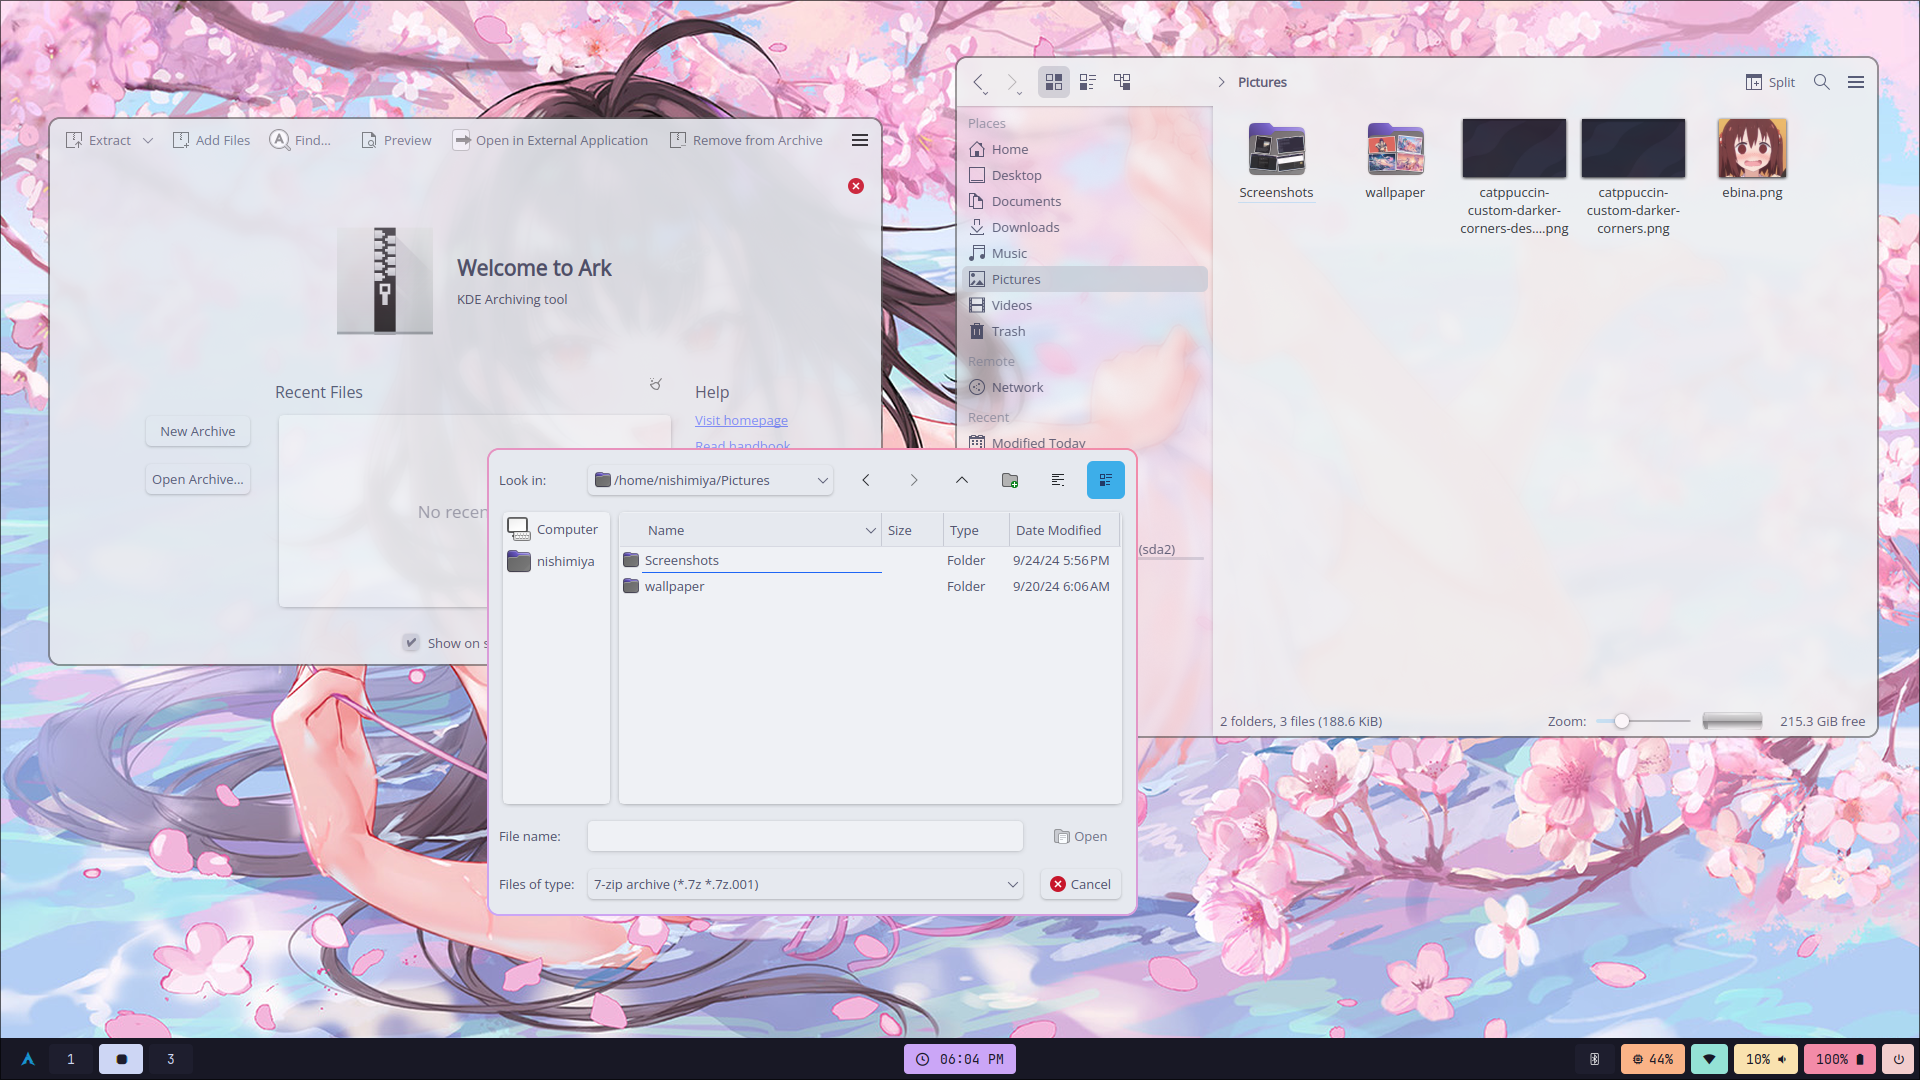 Extract
Add Files
Find...
Preview
Open in External Application
Remove from Archive
Welcome to Ark
KDE Archiving tool
Recent Files
Help
Visit homepage
Read handbook
New Archive
Open Archive...
No recen
Show on s
Pictures
Split
Places
Home
Desktop
Documents
Downloads
Music
Pictures
Videos
Trash
Remote
Network
Recent
Modified Today
(sda2)
Screenshots
wallpaper
catppuccin-
custom-darker-
corners-des....png
catppuccin-
custom-darker-
corners.png
ebina.png
2 folders, 3 files (188.6 KiB)
Zoom:
215.3 GiB free
Look in:
/home/nishimiya/Pictures
Computer
nishimiya
Name
Size
Type
Date Modified
Screenshots
Folder
9/24/24 5:56 PM
wallpaper
Folder
9/20/24 6:06 AM
File name:
Open
Files of type:
7-zip archive (*.7z *.7z.001)
Cancel
1
3
06:04 PM
44%
10%
100%